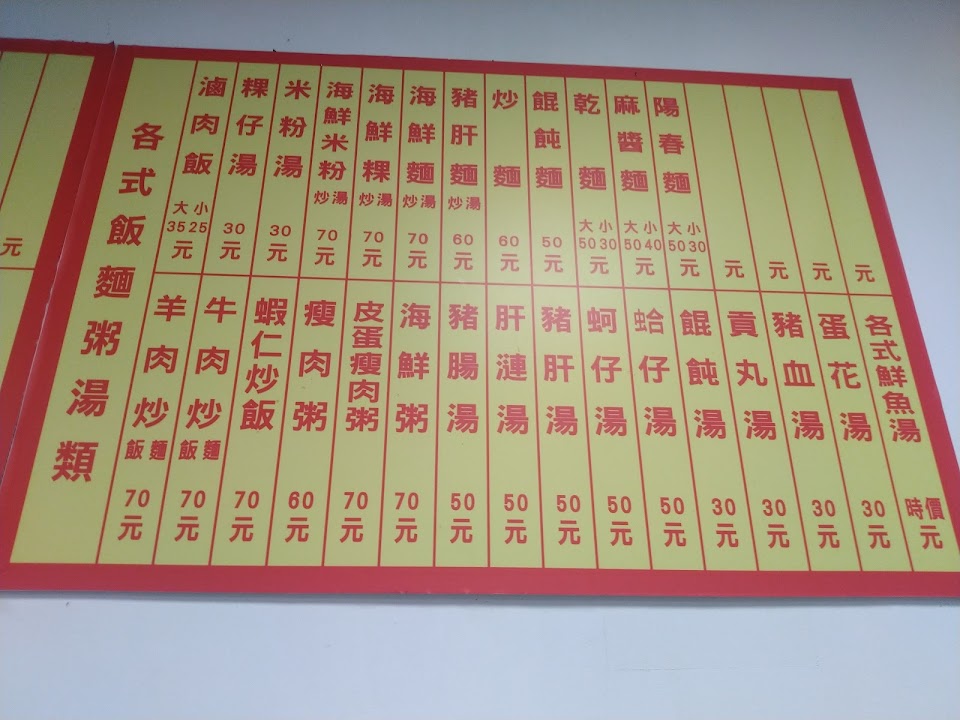 各式飯麵粥湯類
滷肉飯 大35 小25 元
粿仔湯 30元
米粉湯 30元
海鮮米粉 炒湯 70元
海鮮粿 炒湯 70元
海鮮麵 炒湯 70元
豬肝麵 炒湯 60元
炒麵 60元
餛飩麵 50元
乾麵 大50 小30 元
麻醬麵 大50 小40 元
陽春麵 大50 小30 元
元
元
元
元
羊肉炒飯麵 70元
牛肉炒飯麵 70元
蝦仁炒飯 70元
瘦肉粥 60元
皮蛋瘦肉粥 70元
海鮮粥 70元
豬腸湯 50元
肝漣湯 50元
豬肝湯 50元
蚵仔湯 50元
蛤仔湯 50元
餛飩湯 30元
貢丸湯 30元
豬血湯 30元
蛋花湯 30元
各式鮮魚湯 時價元
元